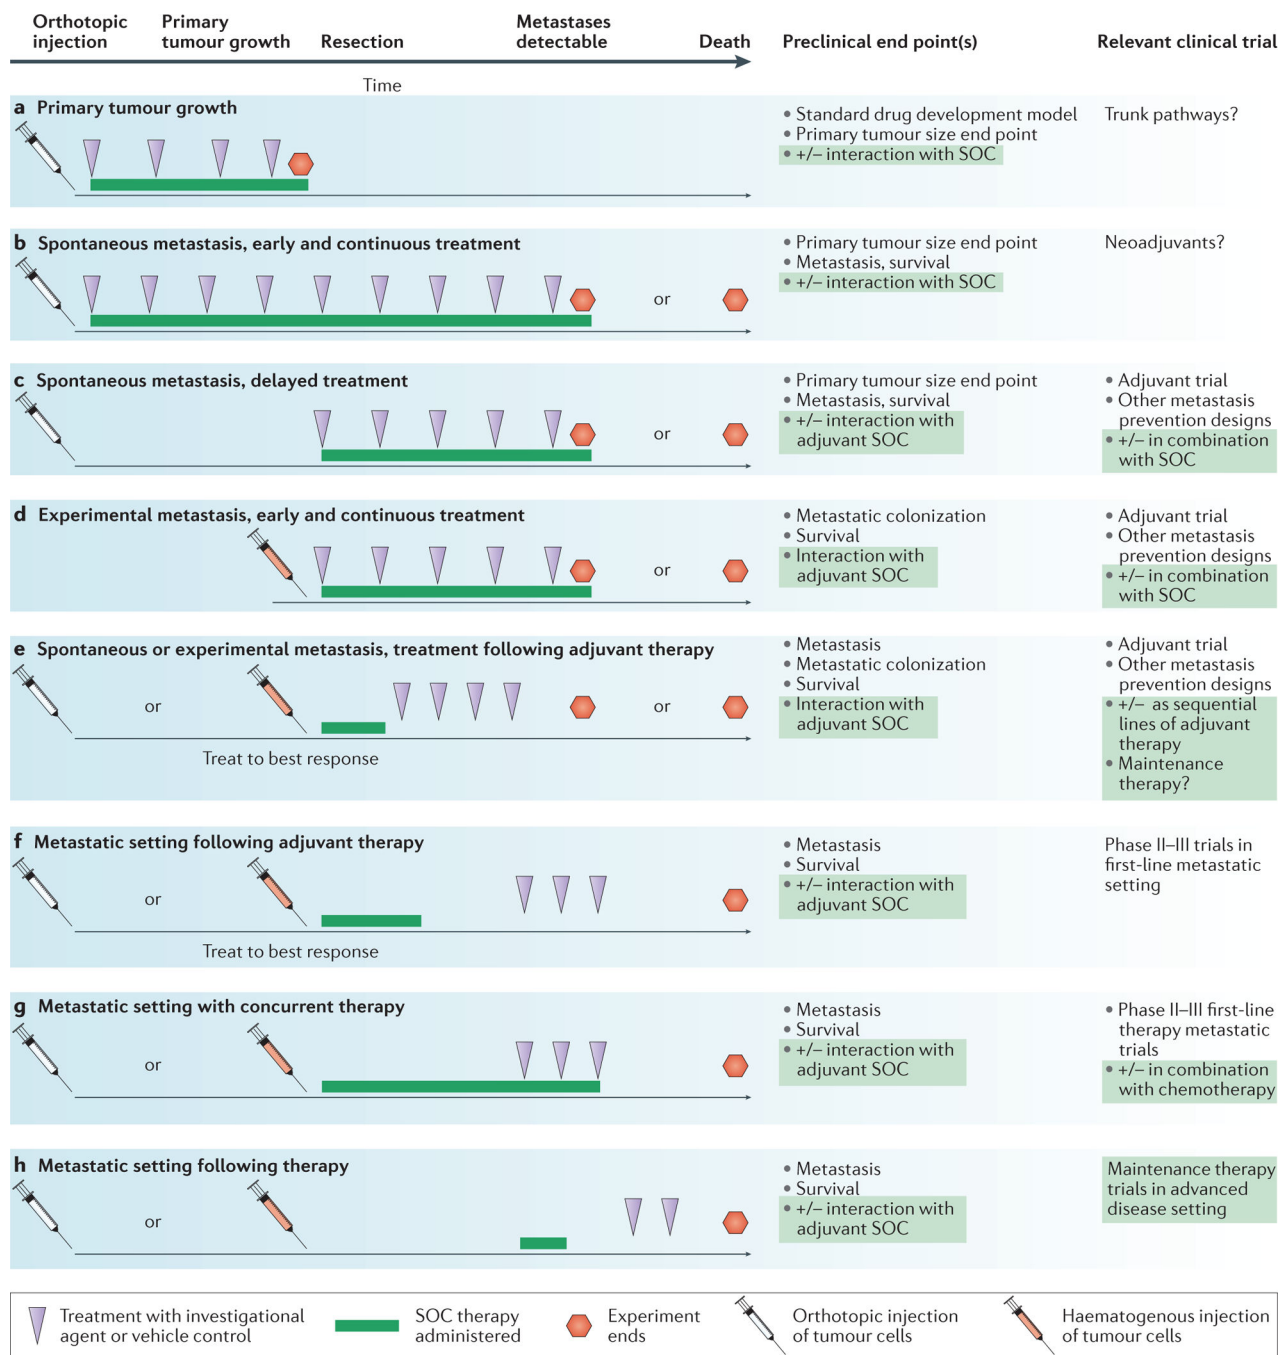 Orthotopic
injection
Primary
tumour growth
Resection
Metastases
detectable
Death
Preclinical end point(s)
Relevant clinical trial
Time
a Primary tumour growth
• Standard drug development model
• Primary tumour size end point
• +/– interaction with SOC
Trunk pathways?
b Spontaneous metastasis, early and continuous treatment
or
• Primary tumour size end point
• Metastasis, survival
• +/– interaction with SOC
Neoadjuvants?
c Spontaneous metastasis, delayed treatment
or
• Primary tumour size end point
• Metastasis, survival
• +/– interaction with
adjuvant SOC
• Adjuvant trial
• Other metastasis
prevention designs
• +/– in combination
with SOC
d Experimental metastasis, early and continuous treatment
or
• Metastatic colonization
• Survival
• Interaction with
adjuvant SOC
• Adjuvant trial
• Other metastasis
prevention designs
• +/– in combination
with SOC
e Spontaneous or experimental metastasis, treatment following adjuvant therapy
or
or
Treat to best response
• Metastasis
• Metastatic colonization
• Survival
• Interaction with
adjuvant SOC
• Adjuvant trial
• Other metastasis
prevention designs
• +/– as sequential
lines of adjuvant
therapy
• Maintenance
therapy?
f Metastatic setting following adjuvant therapy
or
Treat to best response
• Metastasis
• Survival
• +/– interaction with
adjuvant SOC
Phase II–III trials in
first-line metastatic
setting
g Metastatic setting with concurrent therapy
or
• Metastasis
• Survival
• +/– interaction with
adjuvant SOC
• Phase II–III first-line
therapy metastatic
trials
• +/– in combination
with chemotherapy
h Metastatic setting following therapy
or
• Metastasis
• Survival
• +/– interaction with
adjuvant SOC
Maintenance therapy
trials in advanced
disease setting
Treatment with investigational
agent or vehicle control
SOC therapy
administered
Experiment
ends
Orthotopic injection
of tumour cells
Haematogenous injection
of tumour cells